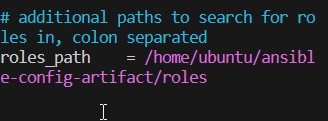 # additional paths to search for ro
les in, colon separated
roles_path    = /home/ubuntu/ansibl
e-config-artifact/roles